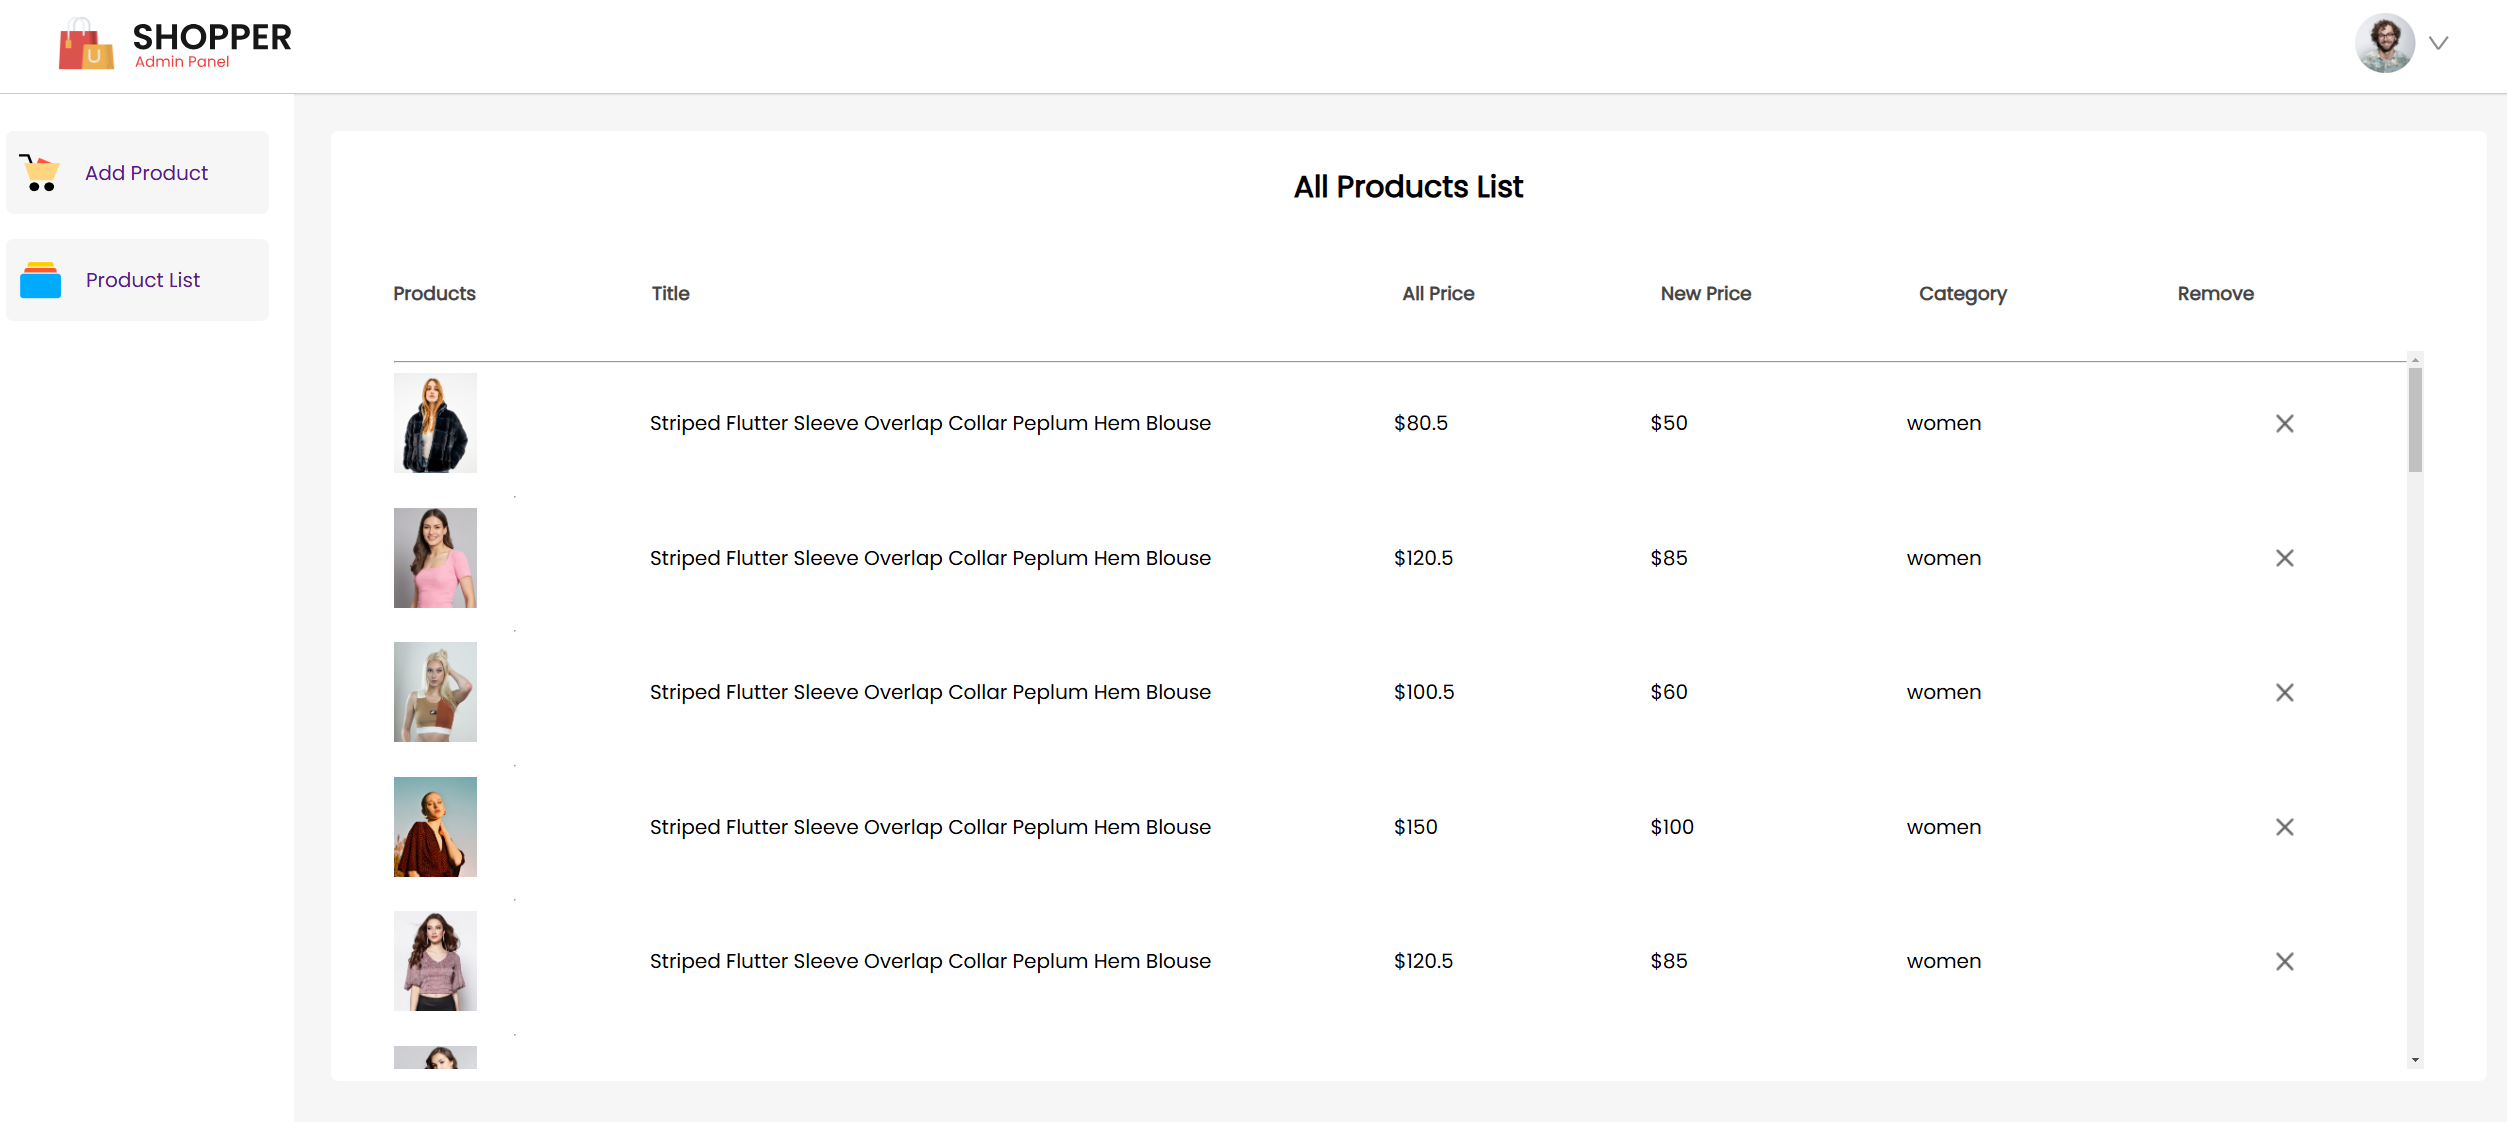 SHOPPER
Admin Panel
U
Add Product
Product List
All Products List
Products Title All Price New Price Category Remove
Striped Flutter Sleeve Overlap Collar Peplum Hem Blouse $80.5 $50 women
Striped Flutter Sleeve Overlap Collar Peplum Hem Blouse $120.5 $85 women
Striped Flutter Sleeve Overlap Collar Peplum Hem Blouse $100.5 $60 women
Striped Flutter Sleeve Overlap Collar Peplum Hem Blouse $150 $100 women
Striped Flutter Sleeve Overlap Collar Peplum Hem Blouse $120.5 $85 women